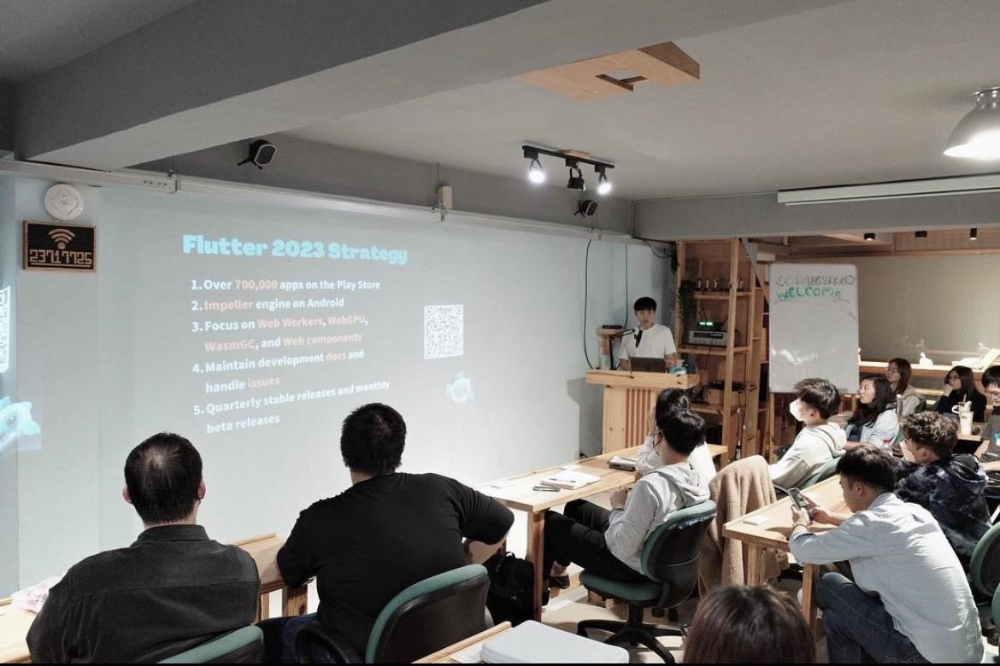 Flutter 2023 Strategy
1. Over 700,000 apps on the Play Store
2. Impeller engine on Android
3. Focus on Web Workers, WebGPU,
WasmGC, and Web components
4. Maintain development docs and
handle issues
5. Quarterly stable releases and monthly
beta releases
23717725
WELCOME